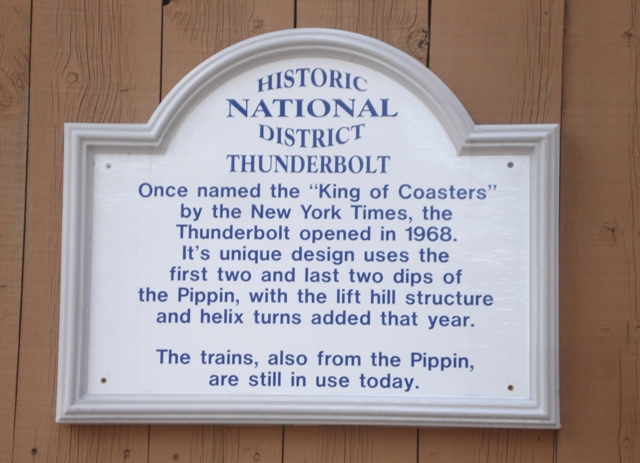 HISTORIC
NATIONAL
DISTRICT
THUNDERBOLT
Once named the "King of Coasters"
by the New York Times, the
Thunderbolt opened in 1968.
It's unique design uses the
first two and last two dips of
the Pippin, with the lift hill structure
and helix turns added that year.
The trains, also from the Pippin,
are still in use today.